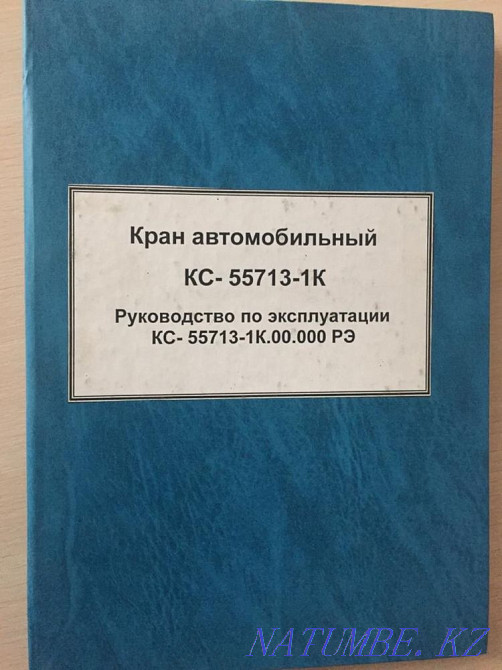 Кран автомобильный
КС- 55713-1К
Руководство по эксплуатации
КС- 55713-1К.00.000 РЭ
NATUMBE. KZ